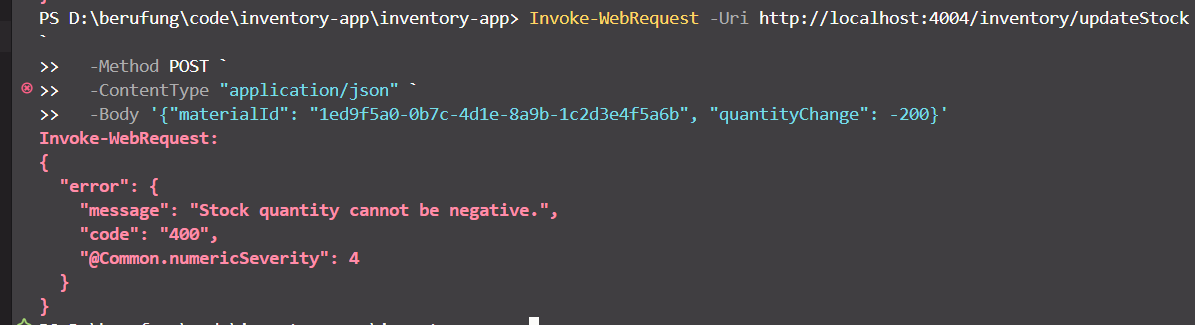 PS D:\berufung\code\inventory-app\inventory-app> Invoke-WebRequest -Uri http://localhost:4004/inventory/updateStock
`
>>   -Method POST `
>>   -ContentType "application/json" `
>>   -Body '{"materialId": "1ed9f5a0-0b7c-4d1e-8a9b-1c2d3e4f5a6b", "quantityChange": -200}'
Invoke-WebRequest:
{
  "error": {
    "message": "Stock quantity cannot be negative.",
    "code": "400",
    "@Common.numericSeverity": 4
  }
}